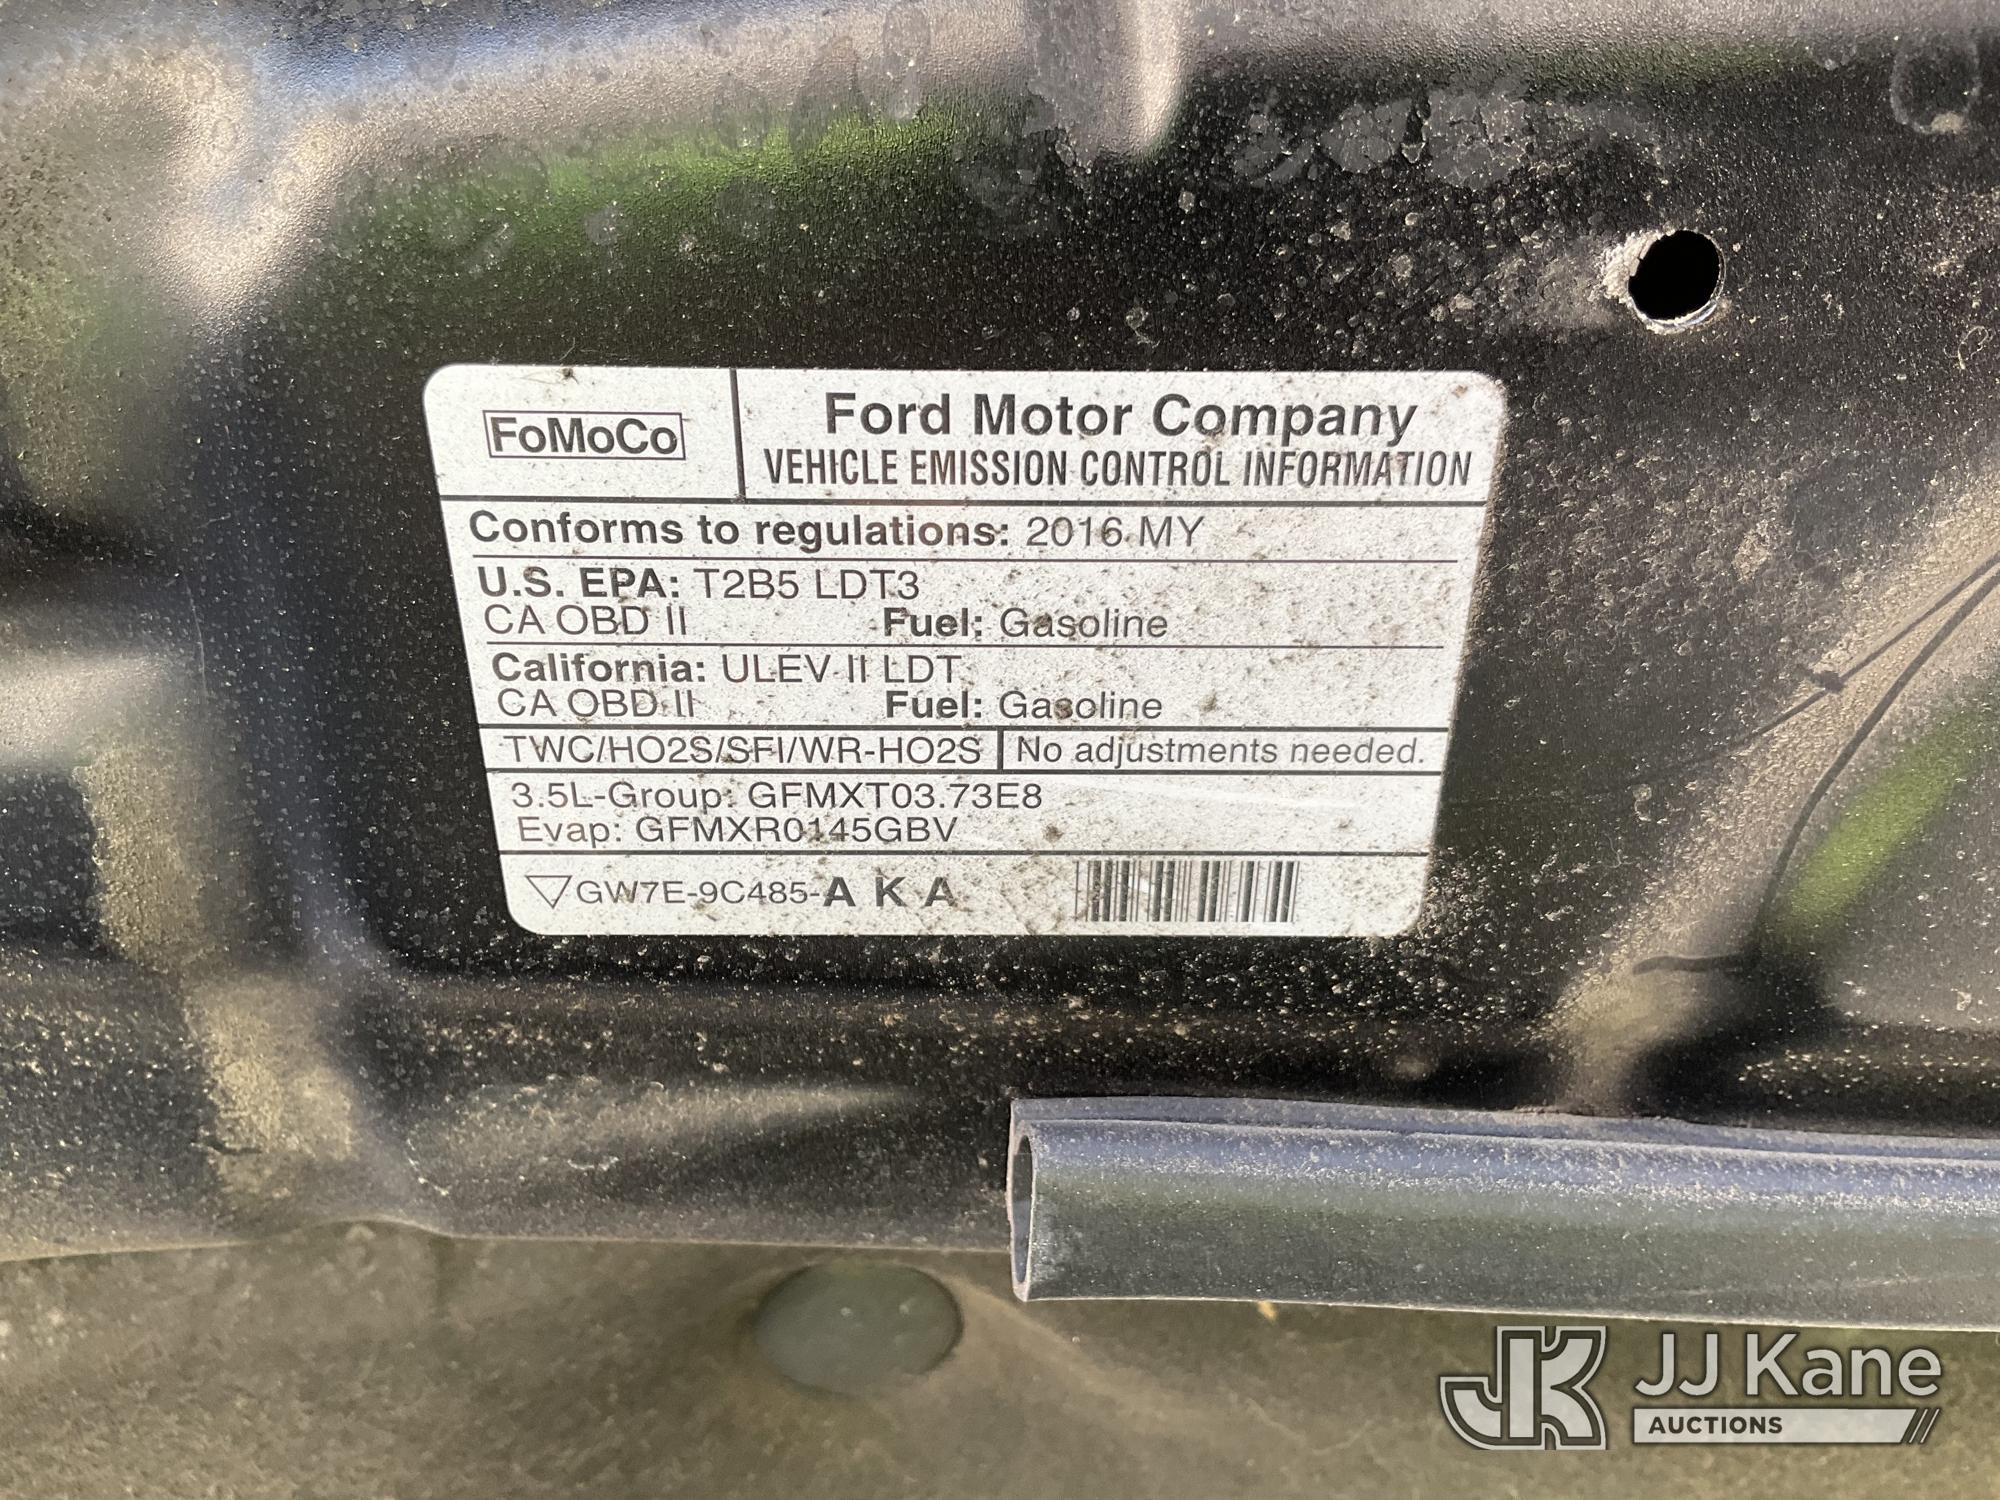 FoMoCo
Ford Motor Company
VEHICLE EMISSION CONTROL INFORMATION
Conforms to regulations: 2016 MY
U.S. EPA: T2B5 LDT3
CA OBD II Fuel: Gasoline
California: ULEV II LDT
CA OBD II Fuel: Gasoline
TWC/HO2S/SFI/WR-HO2S No adjustments needed.
3.5L-Group: GFMXT03.73E8
Evap: GFMXR0145GBV
GW7E-9C485-A K A
JK JJ Kane
AUCTIONS